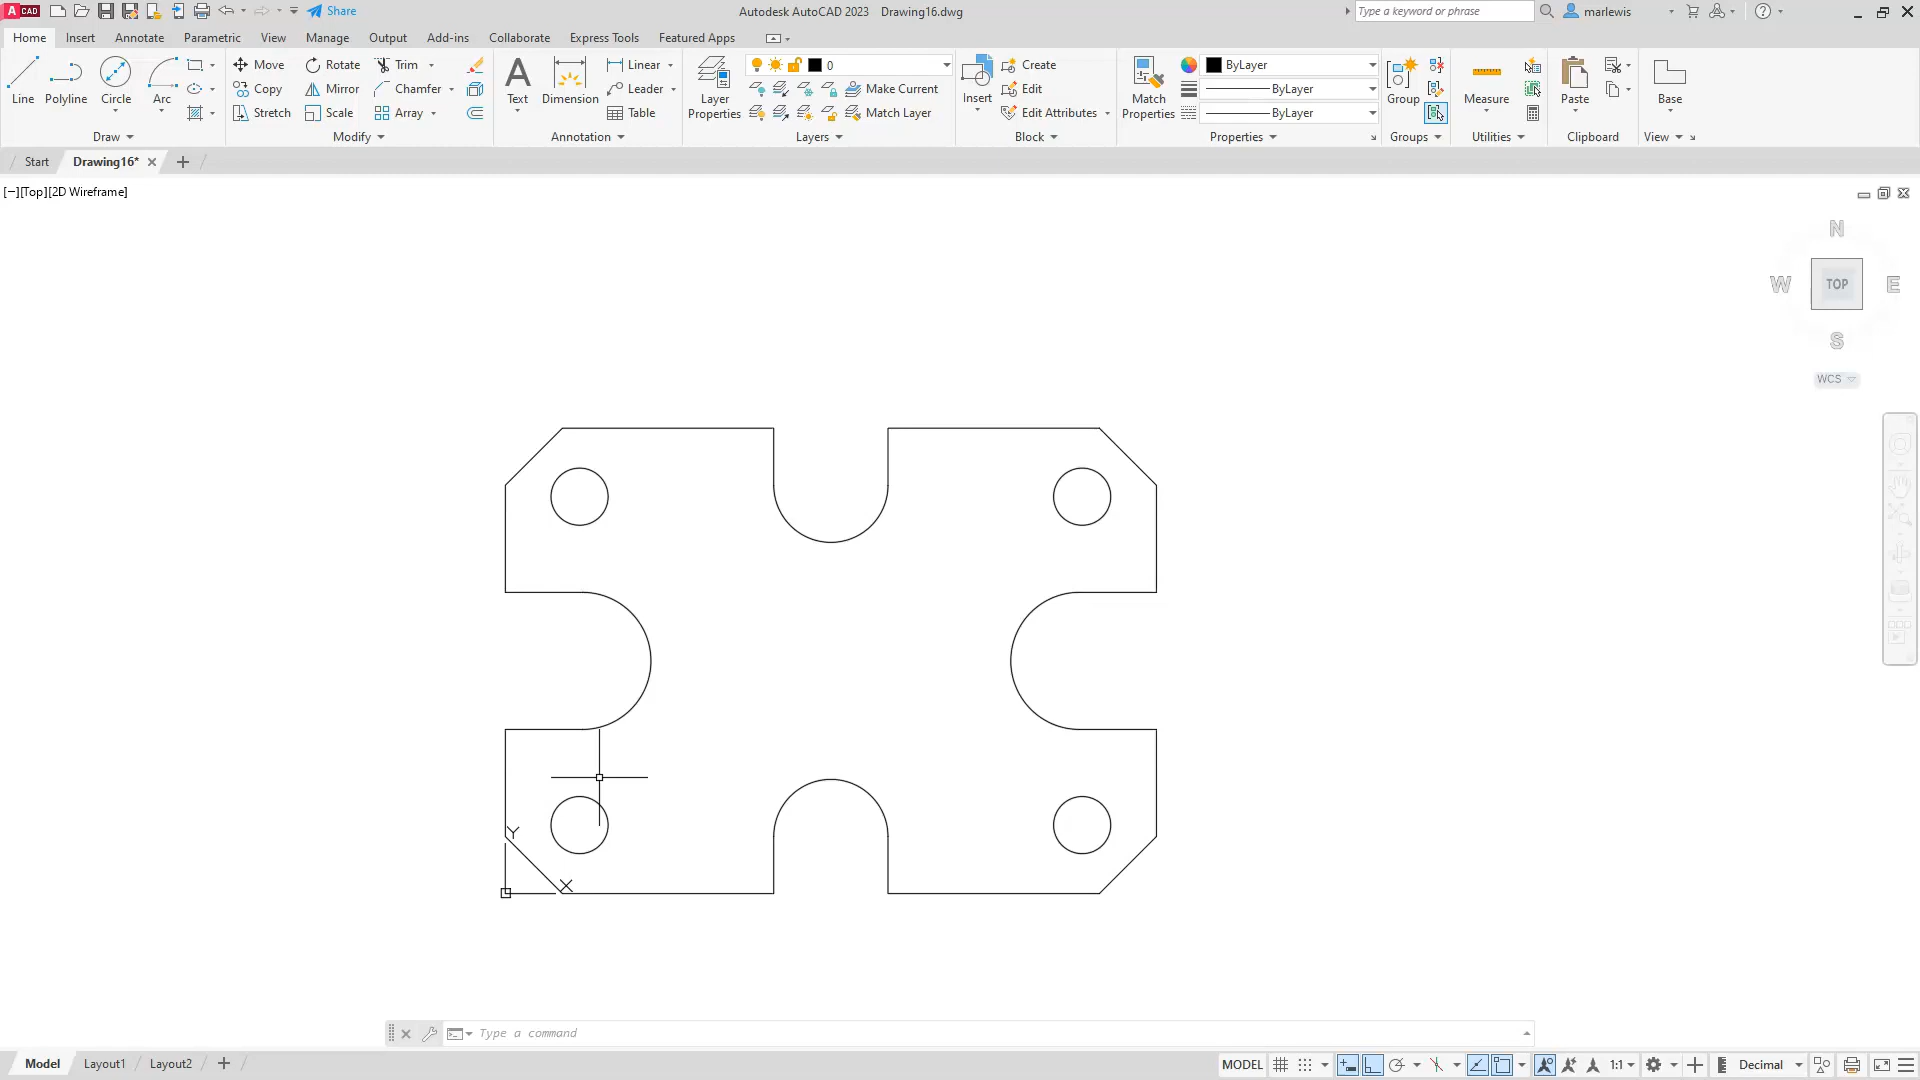 A CAD Share Autodesk AutoCAD 2023 Drawing16.dwg Type a keyword or phrase marlewis
Home Insert Annotate Parametric View Manage Output Add-ins Collaborate Express Tools Featured Apps
Line Polyline Circle Arc
Draw
Move Rotate Trim
Copy Mirror Chamfer
Stretch Scale Array
Modify
Text Dimension
Linear
Leader
Table
Annotation
Layer Properties
0
Make Current
Match Layer
Layers
Insert
Create
Edit
Edit Attributes
Block
Match Properties
ByLayer
ByLayer
ByLayer
Properties
Group
Groups
Measure
Utilities
Paste
Clipboard
Base
View
Start Drawing16*
[−][Top][2D Wireframe]
N
W TOP E
S
WCS
Y
X
Type a command
Model Layout1 Layout2 MODEL 1:1 Decimal